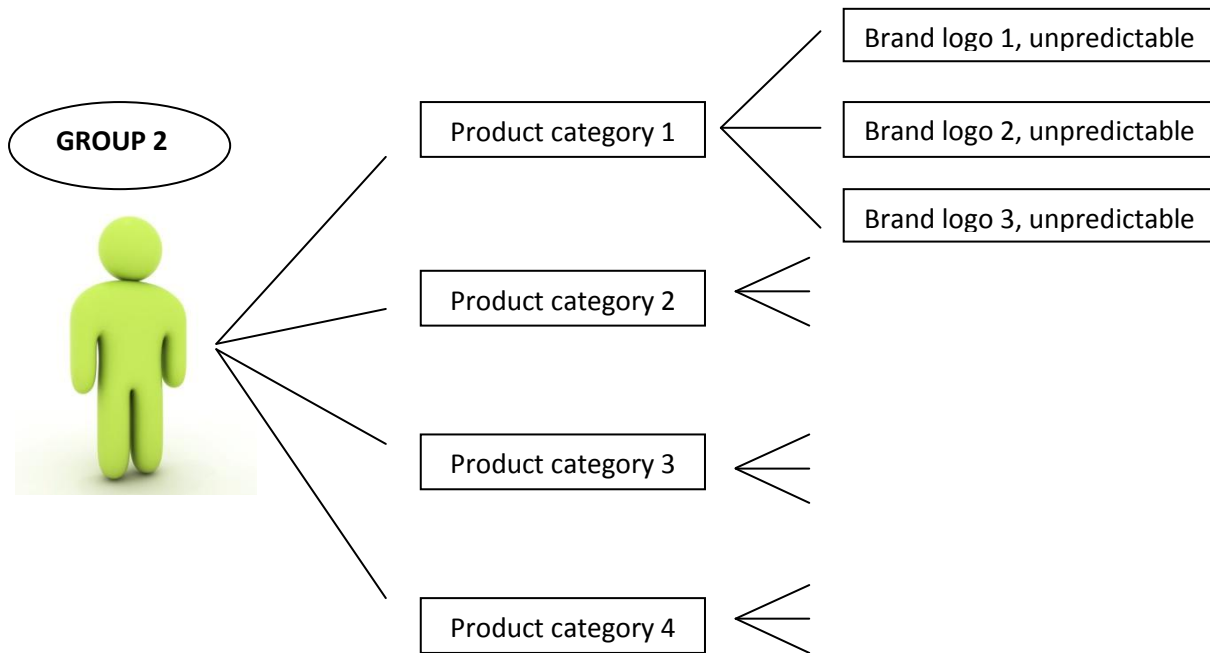 GROUP 2
Product category 1
Brand logo 1, unpredictable
Brand logo 2, unpredictable
Brand logo 3, unpredictable
Product category 2
Product category 3
Product category 4